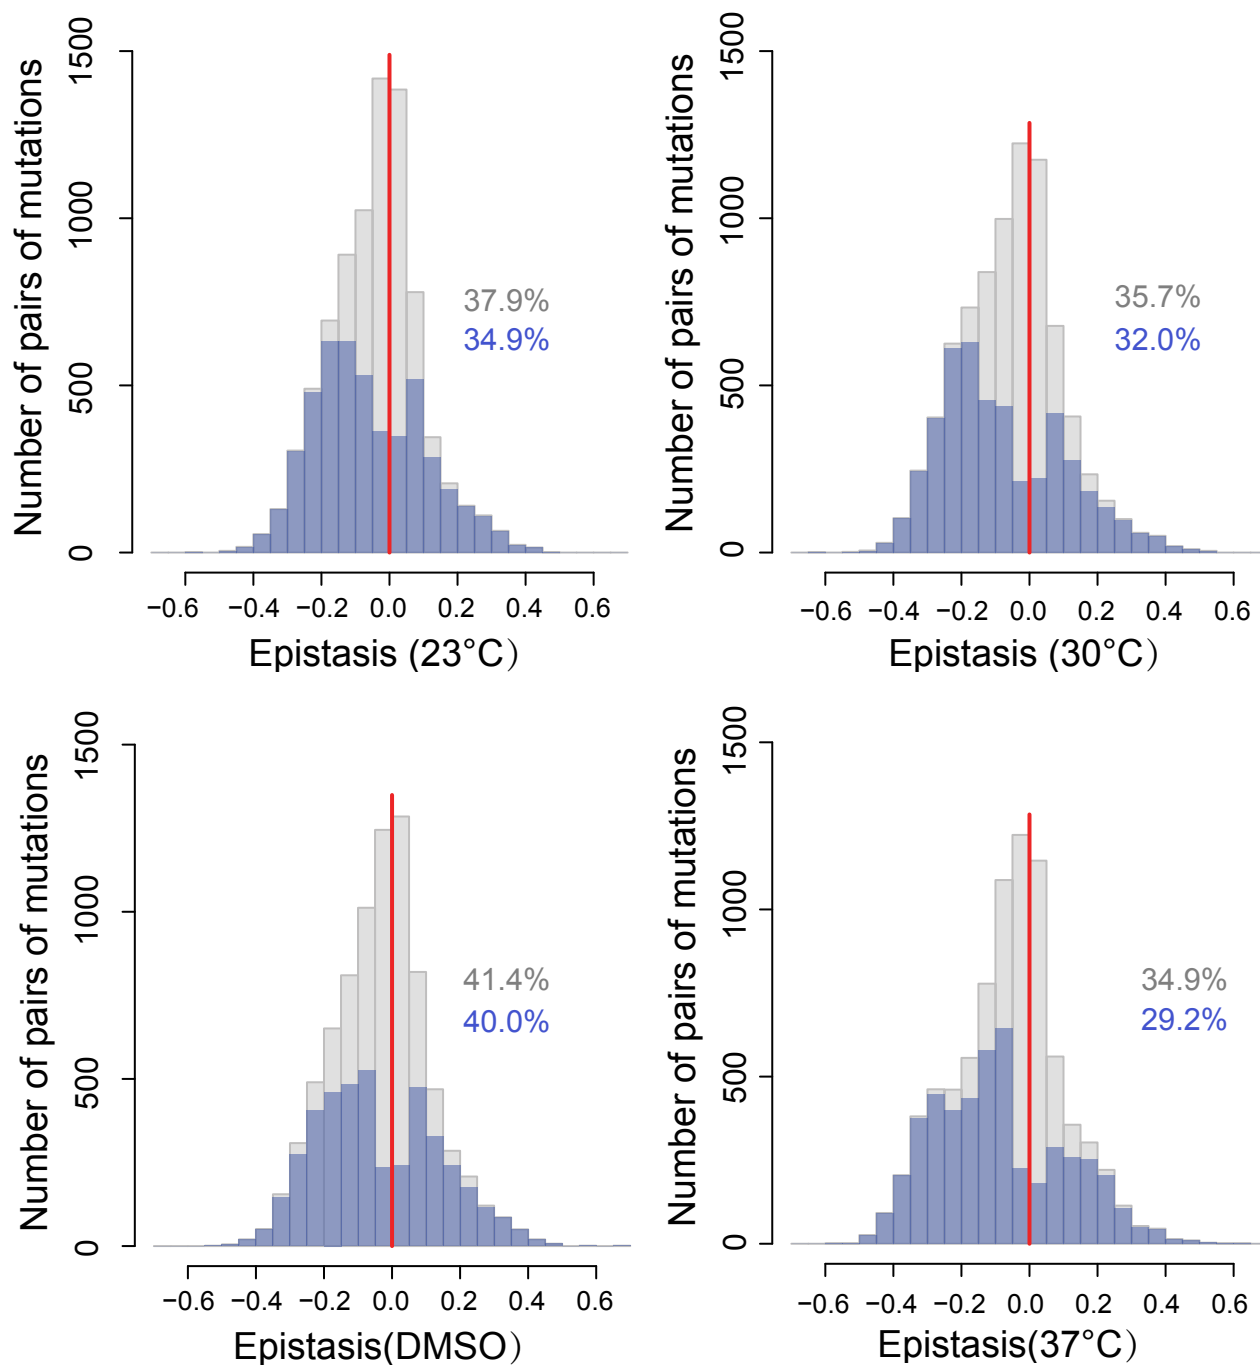 Number of pairs of mutations
1500
1000
500
0
37.9%
34.9%
−0.6 −0.4 −0.2 0.0 0.2 0.4 0.6
Epistasis (23°C）
Number of pairs of mutations
1500
1000
500
0
35.7%
32.0%
−0.6 −0.4 −0.2 0.0 0.2 0.4 0.6
Epistasis (30°C）
Number of pairs of mutations
1500
1000
500
0
41.4%
40.0%
−0.6 −0.4 −0.2 0.0 0.2 0.4 0.6
Epistasis(DMSO）
Number of pairs of mutations
1500
1000
500
0
34.9%
29.2%
−0.6 −0.4 −0.2 0.0 0.2 0.4 0.6
Epistasis(37°C）